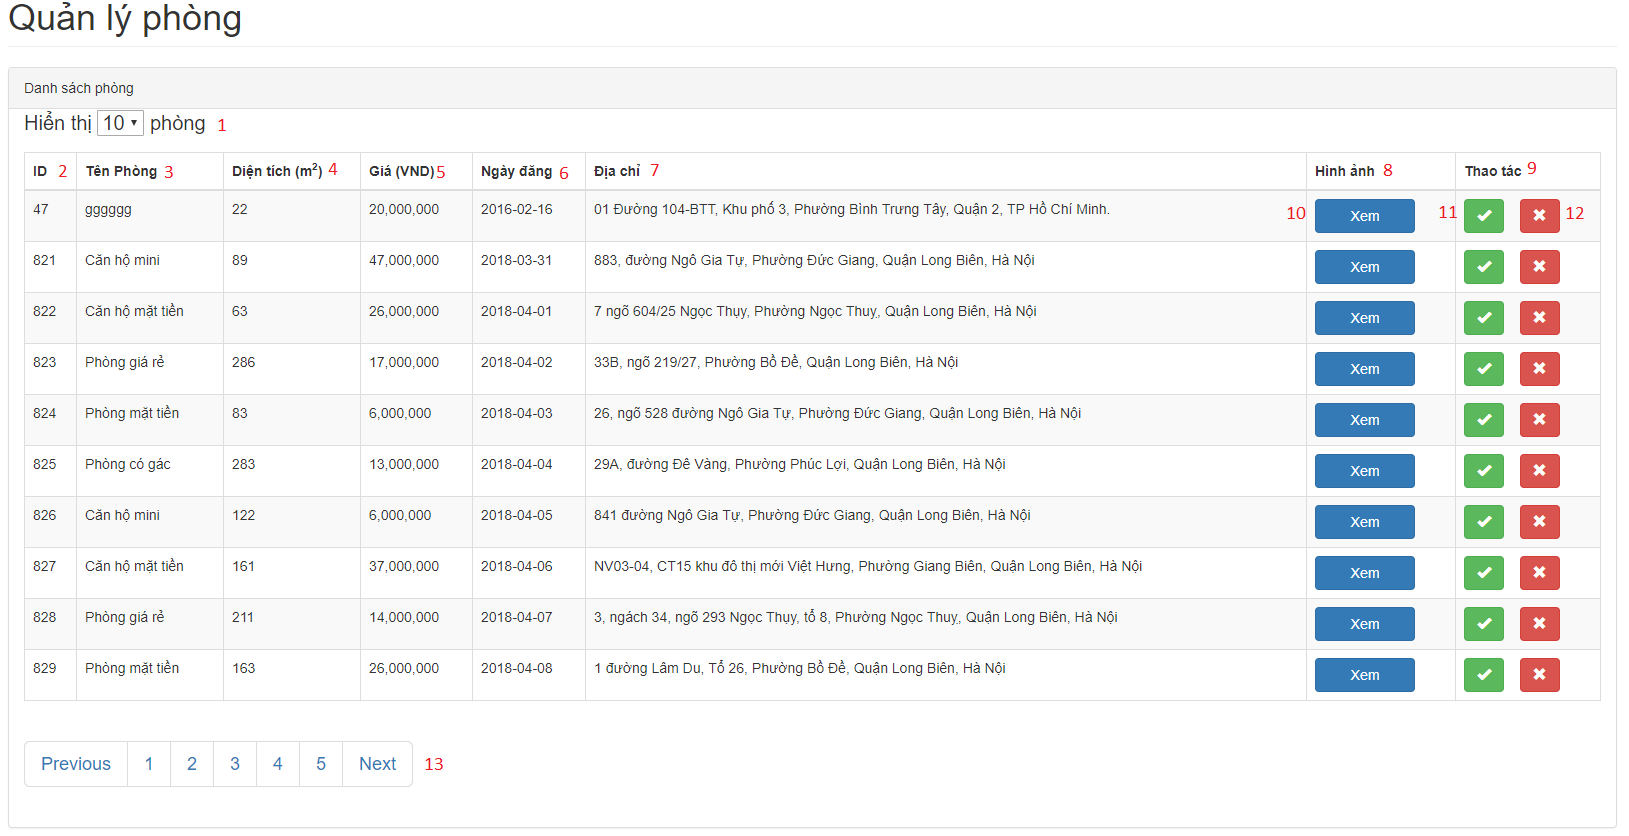 Quản lý phòng
Danh sách phòng
Hiển thị 10 phòng 1
ID 2 Tên Phòng 3 Diện tích (m²) 4 Giá (VND) 5 Ngày đăng 6 Địa chỉ 7 Hình ảnh 8 Thao tác 9
47 gggggg 22 20,000,000 2016-02-16 01 Đường 104-BTT, Khu phố 3, Phường Bình Trưng Tây, Quận 2, TP Hồ Chí Minh. 10 Xem 11 12
821 Căn hộ mini 89 47,000,000 2018-03-31 883, đường Ngô Gia Tự, Phường Đức Giang, Quận Long Biên, Hà Nội Xem
822 Căn hộ mặt tiền 63 26,000,000 2018-04-01 7 ngõ 604/25 Ngọc Thụy, Phường Ngọc Thuỵ, Quận Long Biên, Hà Nội Xem
823 Phòng giá rẻ 286 17,000,000 2018-04-02 33B, ngõ 219/27, Phường Bồ Đề, Quận Long Biên, Hà Nội Xem
824 Phòng mặt tiền 83 6,000,000 2018-04-03 26, ngõ 528 đường Ngô Gia Tự, Phường Đức Giang, Quận Long Biên, Hà Nội Xem
825 Phòng có gác 283 13,000,000 2018-04-04 29A, đường Đê Vàng, Phường Phúc Lợi, Quận Long Biên, Hà Nội Xem
826 Căn hộ mini 122 6,000,000 2018-04-05 841 đường Ngô Gia Tự, Phường Đức Giang, Quận Long Biên, Hà Nội Xem
827 Căn hộ mặt tiền 161 37,000,000 2018-04-06 NV03-04, CT15 khu đô thị mới Việt Hưng, Phường Giang Biên, Quận Long Biên, Hà Nội Xem
828 Phòng giá rẻ 211 14,000,000 2018-04-07 3, ngách 34, ngõ 293 Ngọc Thụy, tổ 8, Phường Ngọc Thuỵ, Quận Long Biên, Hà Nội Xem
829 Phòng mặt tiền 163 26,000,000 2018-04-08 1 đường Lâm Du, Tổ 26, Phường Bồ Đề, Quận Long Biên, Hà Nội Xem
Previous 1 2 3 4 5 Next 13